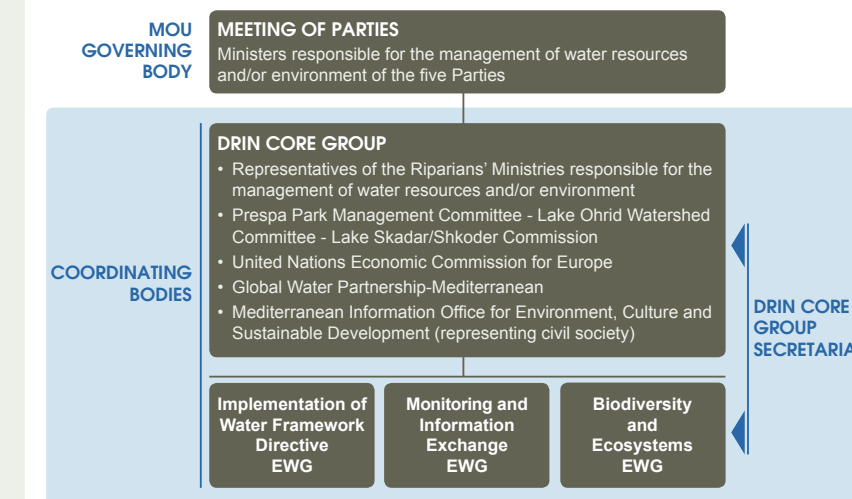 MOU
GOVERNING
BODY
MEETING OF PARTIES
Ministers responsible for the management of water resources
and/or environment of the five Parties
COORDINATING
BODIES
DRIN CORE GROUP
• Representatives of the Riparians’ Ministries responsible for the
management of water resources and/or environment
• Prespa Park Management Committee - Lake Ohrid Watershed
Committee - Lake Skadar/Shkoder Commission
• United Nations Economic Commission for Europe
• Global Water Partnership-Mediterranean
• Mediterranean Information Office for Environment, Culture and
Sustainable Development (representing civil society)
DRIN CORE
GROUP
SECRETARIA
Implementation of
Water Framework
Directive
EWG
Monitoring and
Information
Exchange
EWG
Biodiversity
and
Ecosystems
EWG